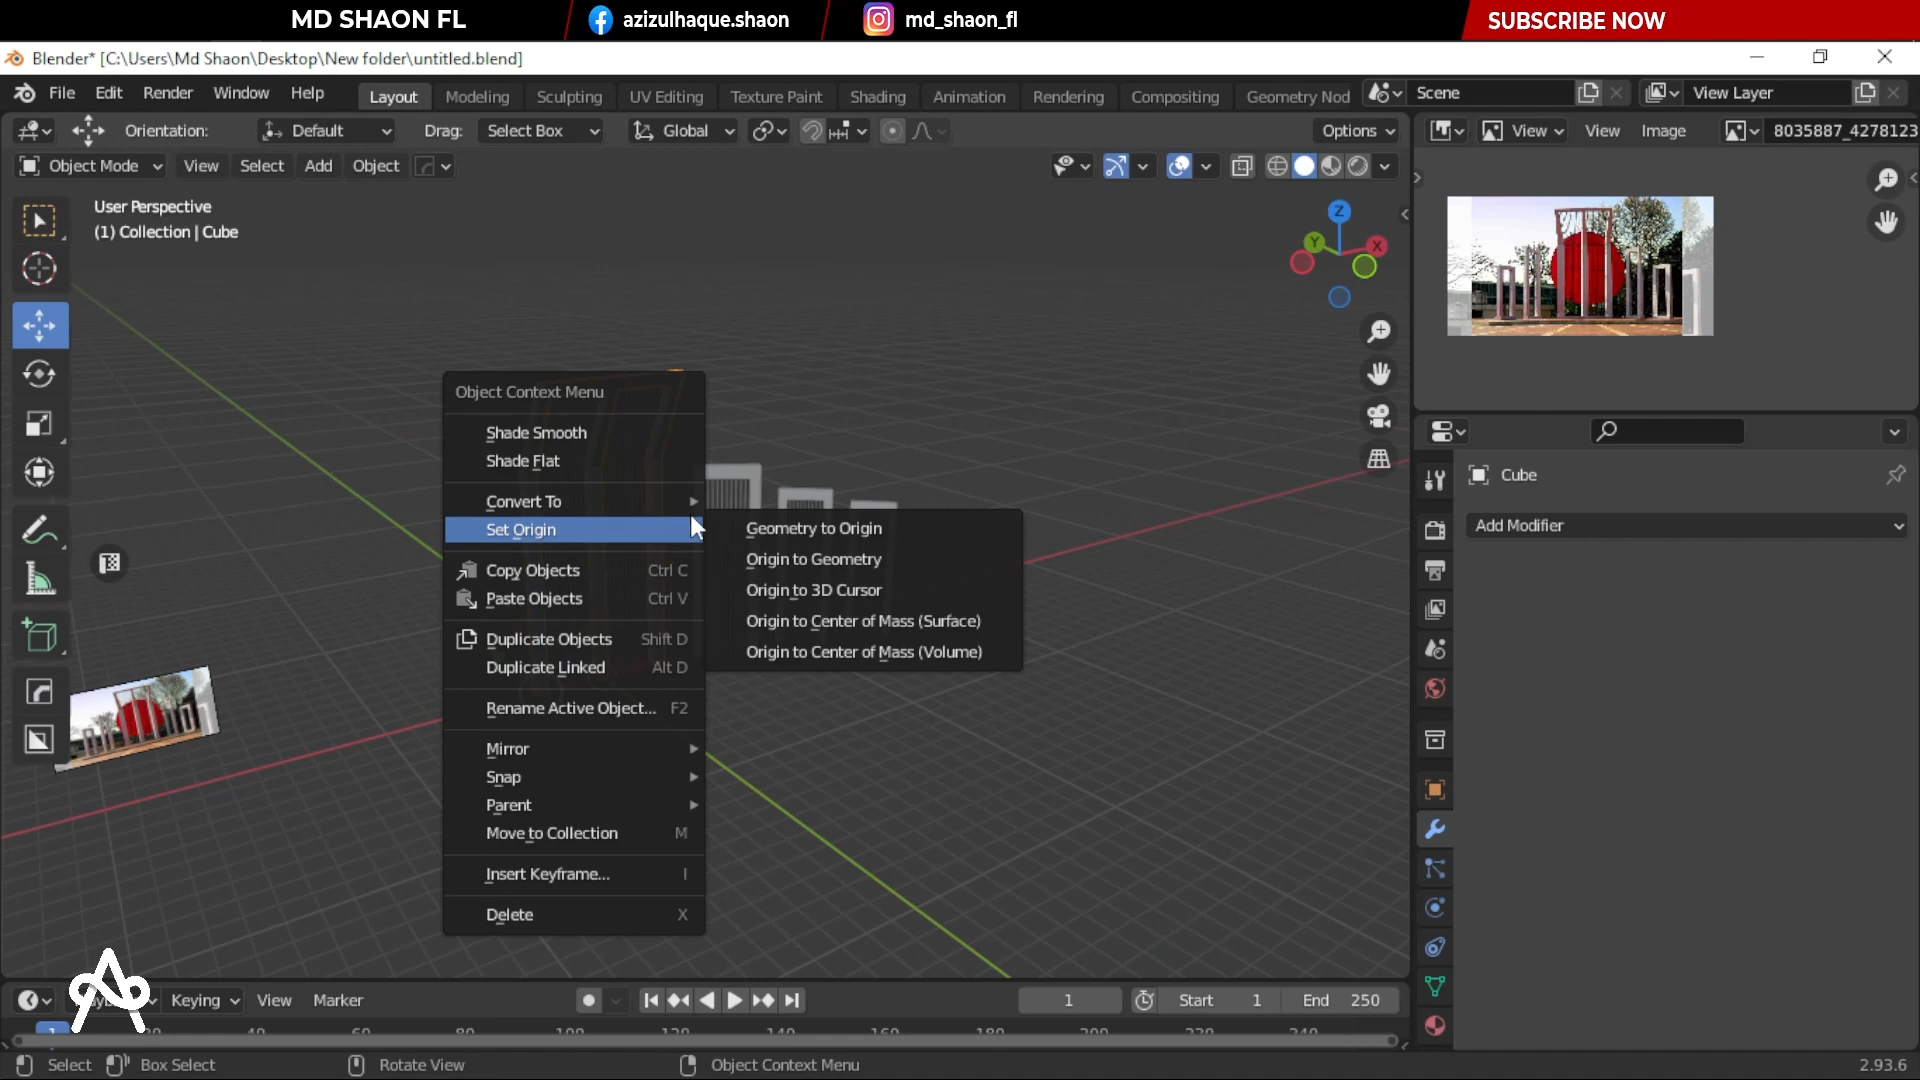 MD SHAON FL
azizulhaque.shaon
md_shaon_fl
SUBSCRIBE NOW
Blender* [C:\Users\Md Shaon\Desktop\New folder\untitled.blend]
File Edit Render Window Help
Layout Modeling Sculpting UV Editing Texture Paint Shading Animation Rendering Compositing Geometry Nod
Scene
View Layer
Orientation: Default Drag: Select Box Global Options
View View Image 8035887_4278123
Object Mode View Select Add Object
User Perspective
(1) Collection | Cube
Z
Y
X
Object Context Menu
Shade Smooth
Shade Flat
Convert To
Set Origin
Copy Objects Ctrl C
Paste Objects Ctrl V
Duplicate Objects Shift D
Duplicate Linked Alt D
Rename Active Object... F2
Mirror
Snap
Parent
Move to Collection M
Insert Keyframe... I
Delete X
Geometry to Origin
Origin to Geometry
Origin to 3D Cursor
Origin to Center of Mass (Surface)
Origin to Center of Mass (Volume)
Cube
Add Modifier
Keying View Marker
1
Start 1 End 250
Select Box Select Rotate View Object Context Menu 2.93.6